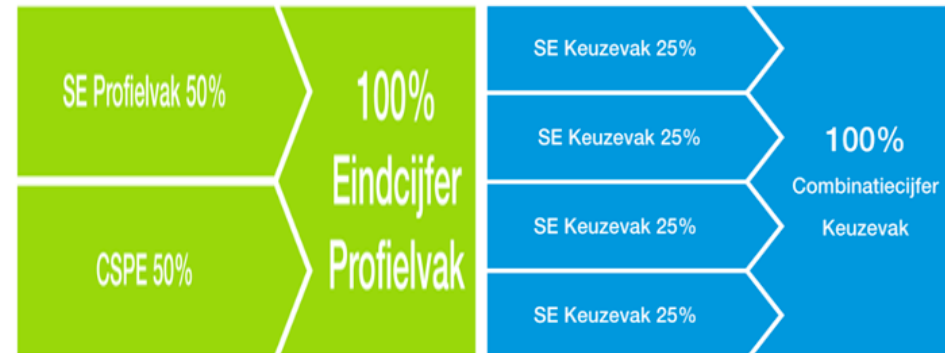 SE Profielvak 50%
CSPE 50%
100%
Eindcijfer
Profielvak
SE Keuzevak 25%
SE Keuzevak 25%
SE Keuzevak 25%
SE Keuzevak 25%
100%
Combinatiecijfer
Keuzevak